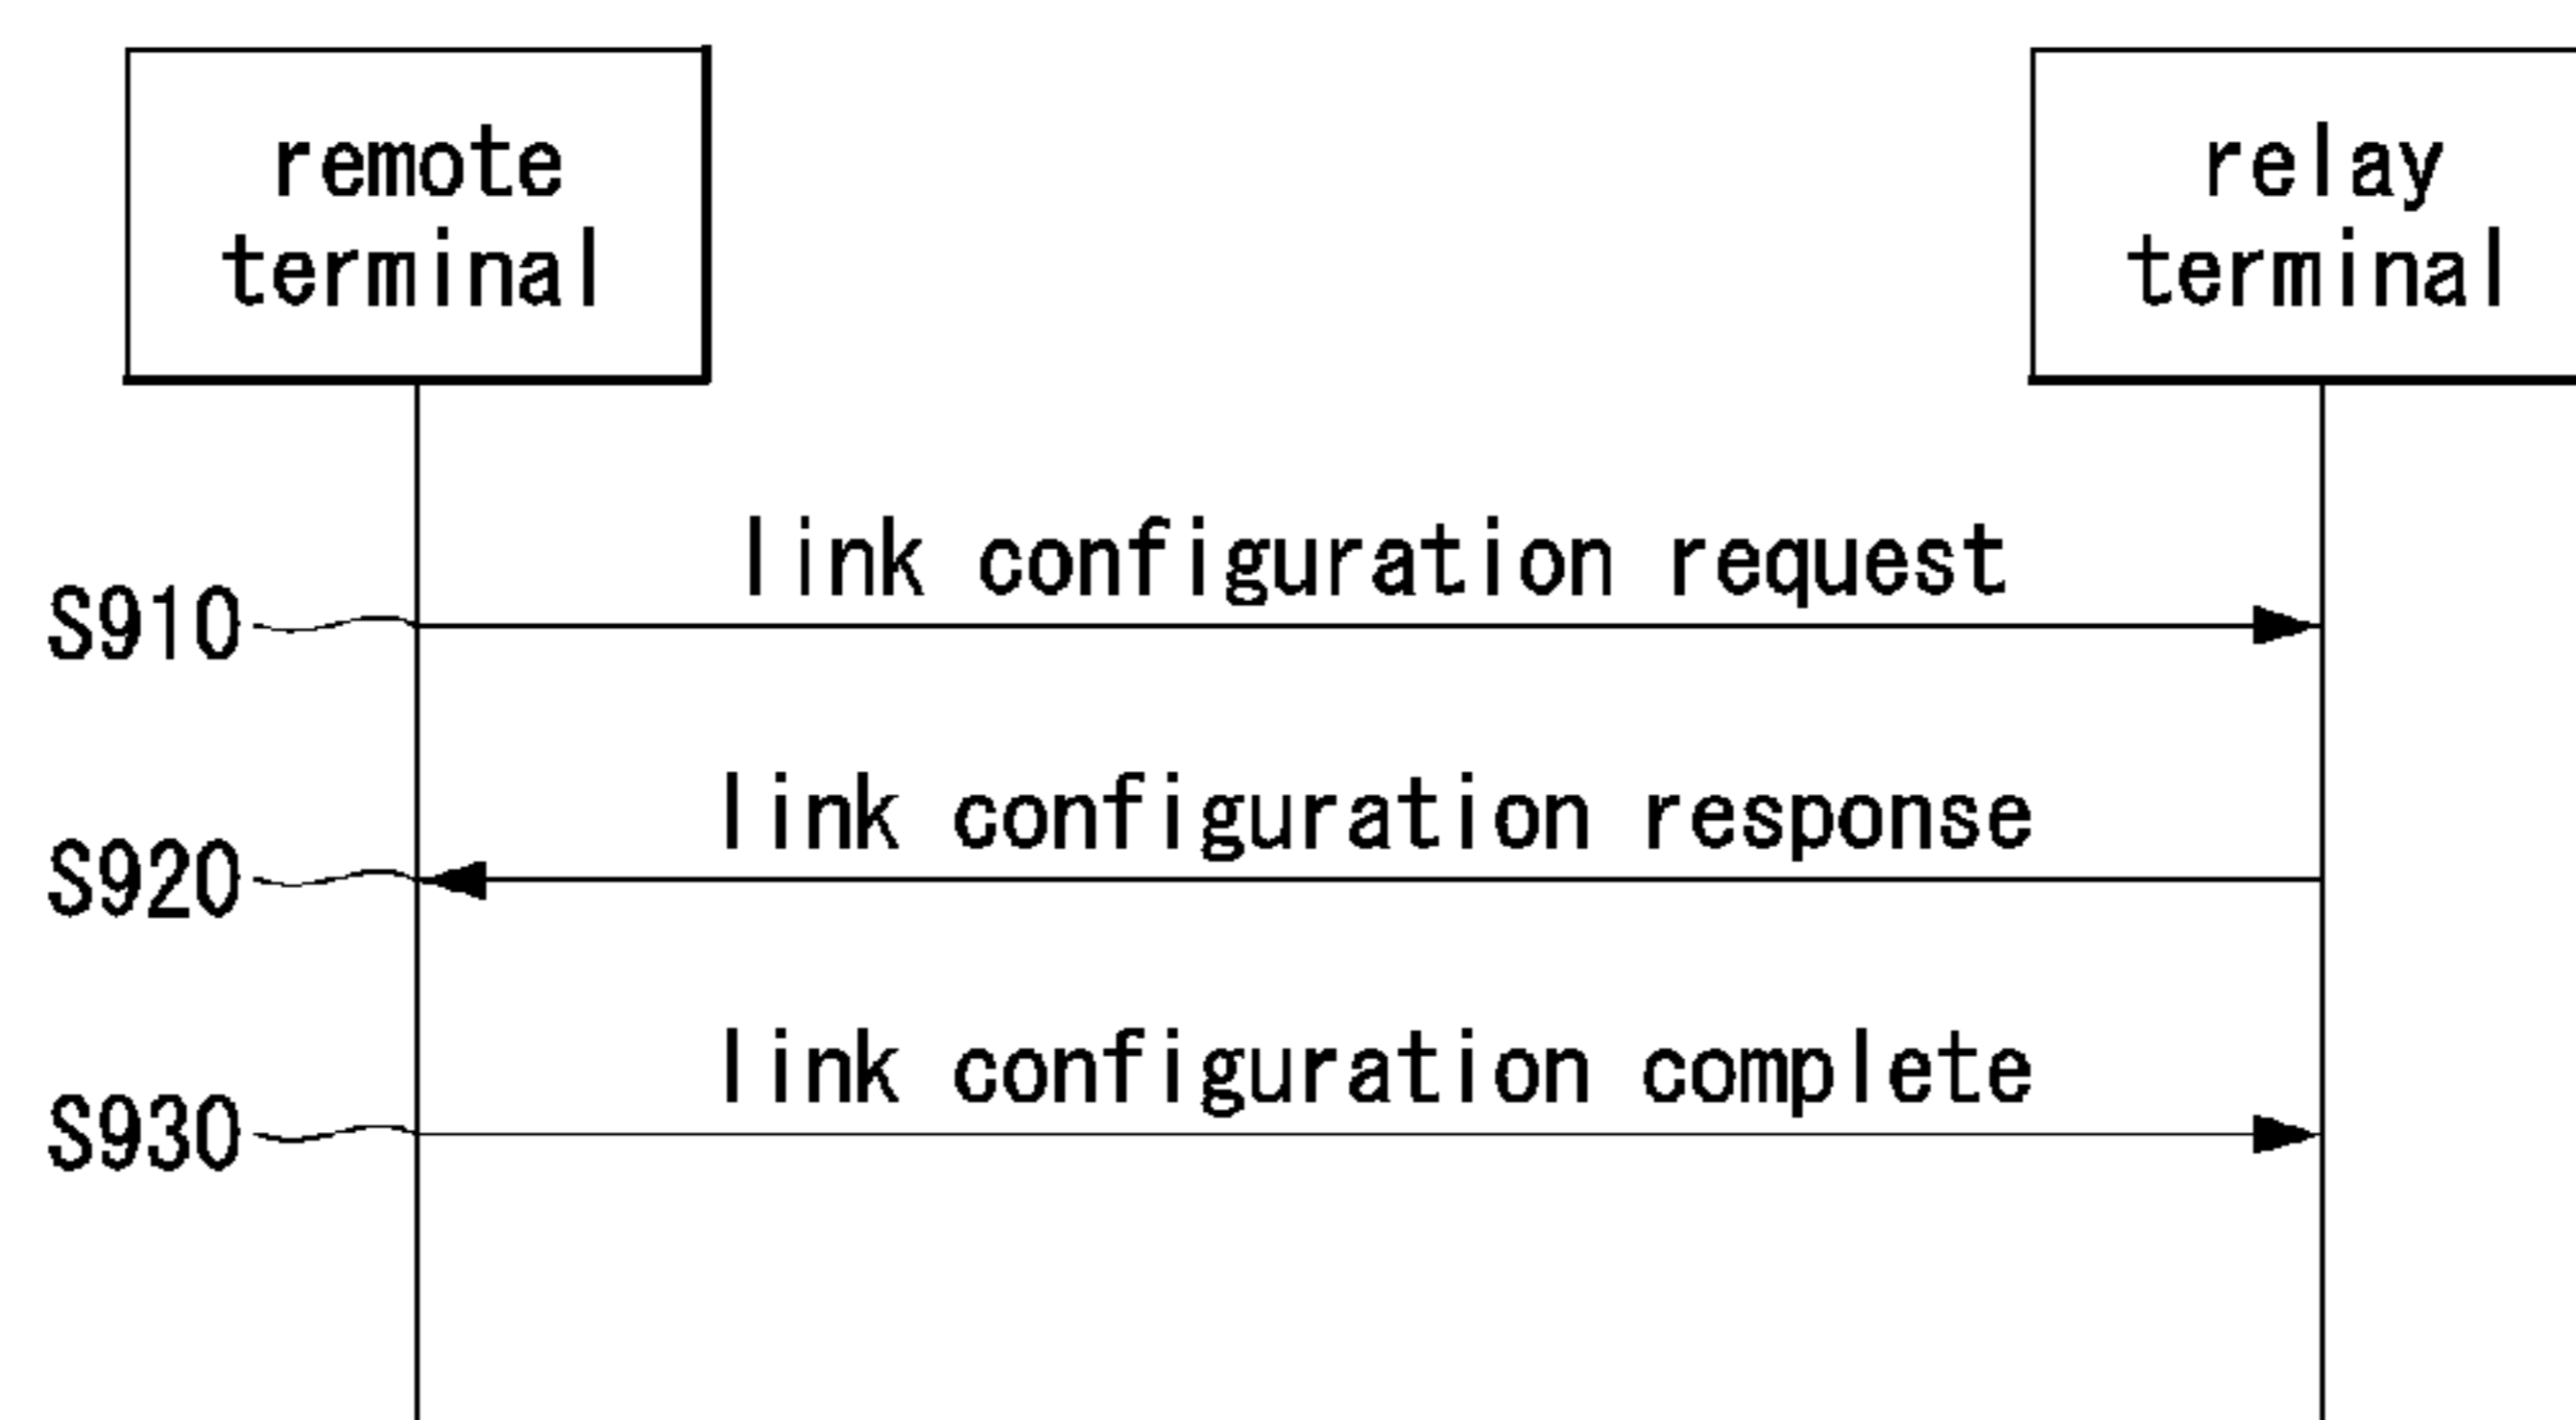 remote
terminal
relay
terminal
link configuration request
S910
link configuration response
S920
link configuration complete
S930